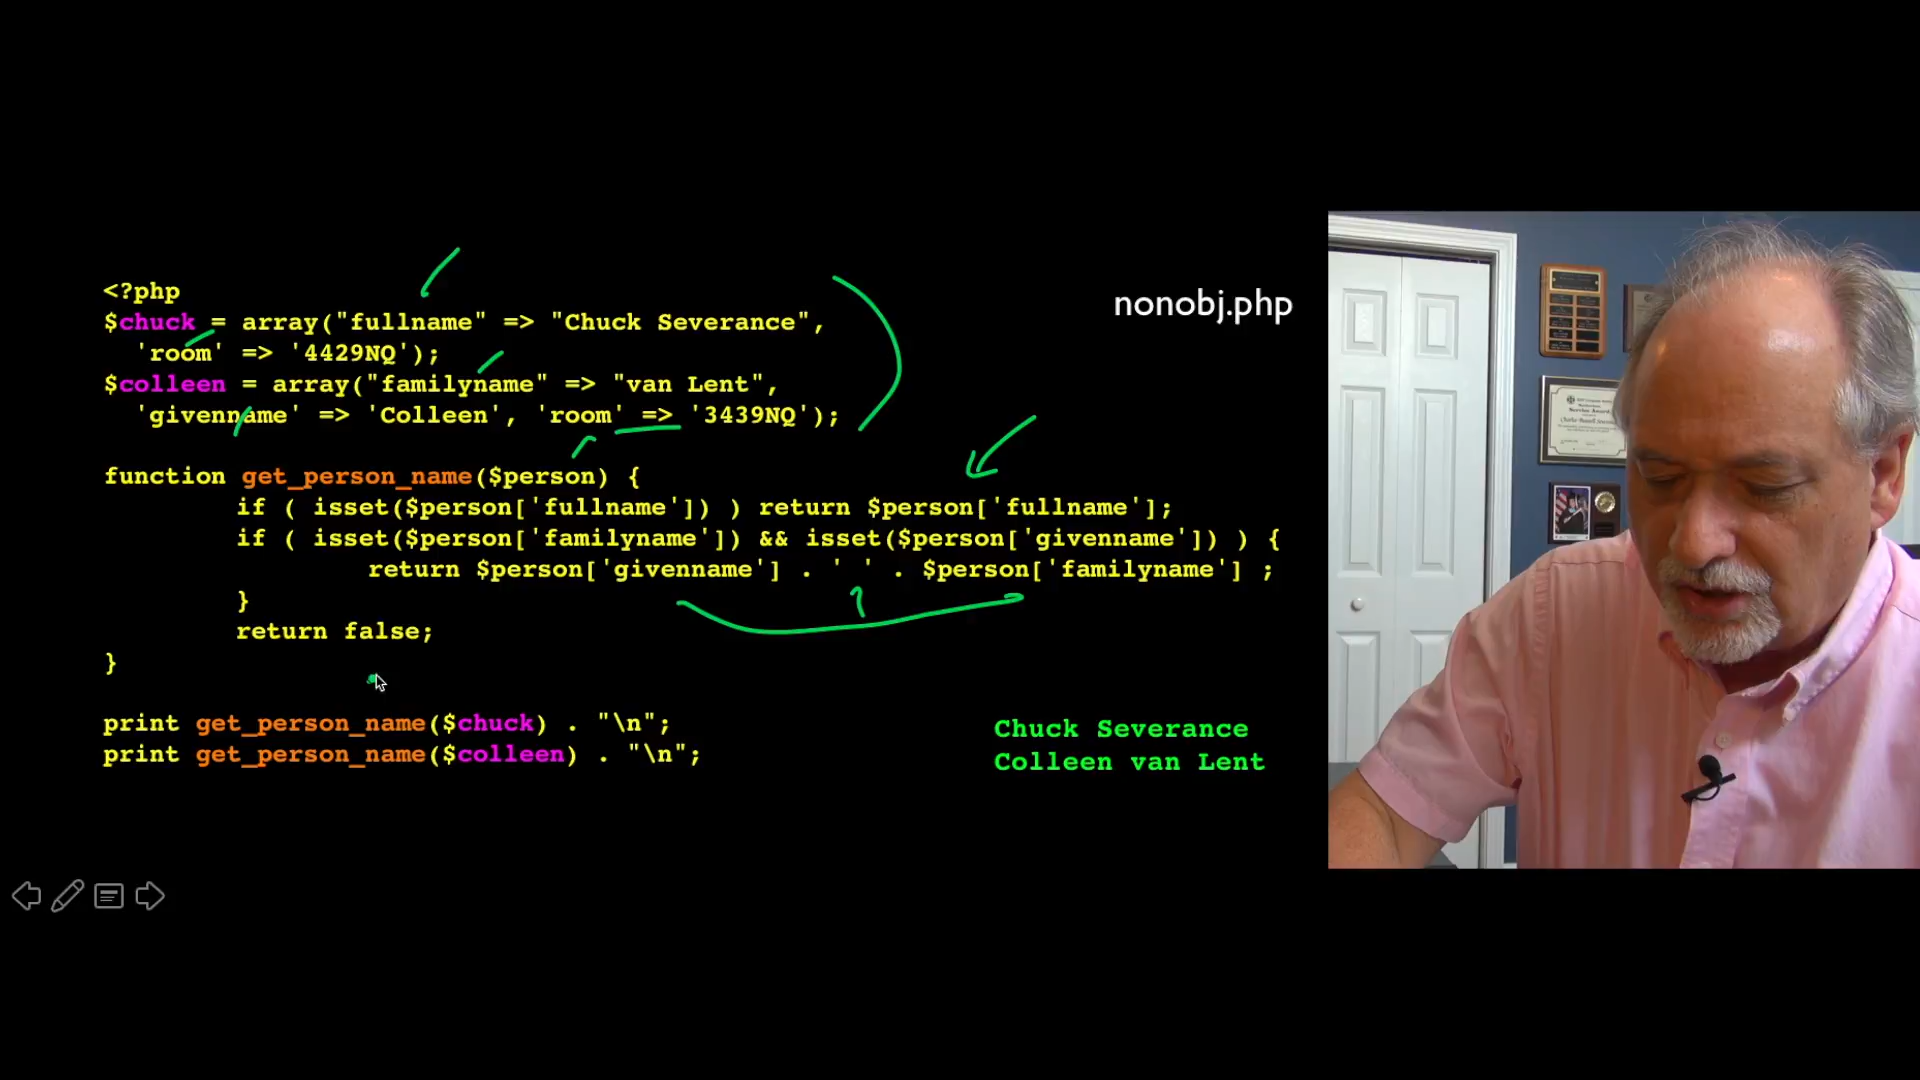 nonobj.php
<?php
$chuck = array("fullname" => "Chuck Severance",
'room' => '4429NQ');
$colleen = array("familyname" => "van Lent",
'givenname' => 'Colleen', 'room' => '3439NQ');
function get_person_name($person) {
if ( isset($person['fullname']) ) return $person['fullname'];
if ( isset($person['familyname']) && isset($person['givenname']) ) {
return $person['givenname'] . ' ' . $person['familyname'] ;
}
return false;
}
print get_person_name($chuck) . "\n";
print get_person_name($colleen) . "\n";
Chuck Severance
Colleen van Lent